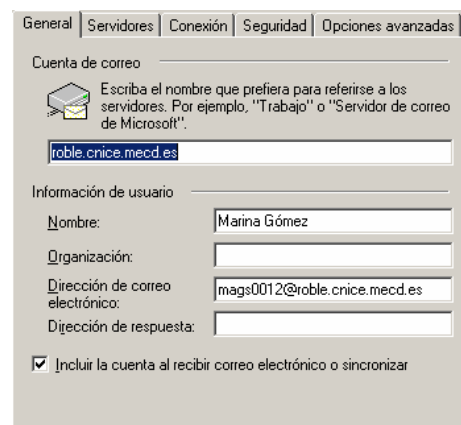 General Servidores Conexión Seguridad Opciones avanzadas
Cuenta de correo
Escriba el nombre que prefiera para referirse a los
servidores. Por ejemplo, "Trabajo" o "Servidor de correo
de Microsoft".
roble.cnice.mecd.es
Información de usuario
Nombre: Marina Gómez
Organización:
Dirección de correo
electrónico: mags0012@roble.cnice.mecd.es
Dirección de respuesta:
Incluir la cuenta al recibir correo electrónico o sincronizar